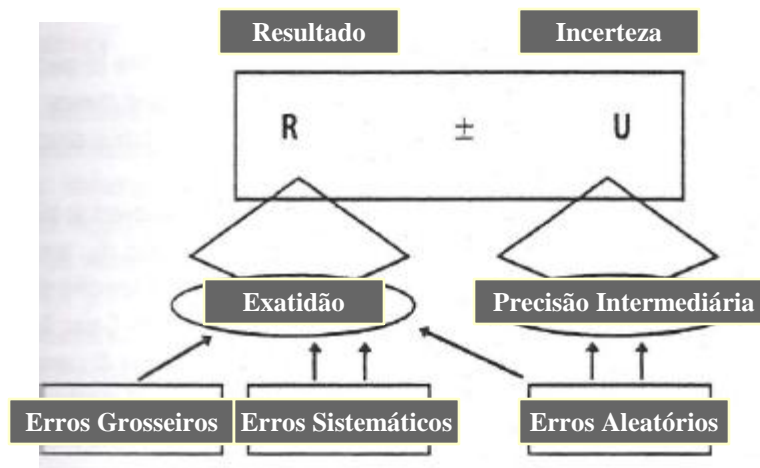 Resultado
Incerteza
R ± U
Exatidão
Precisão Intermediária
Erros Grosseiros
Erros Sistemáticos
Erros Aleatórios